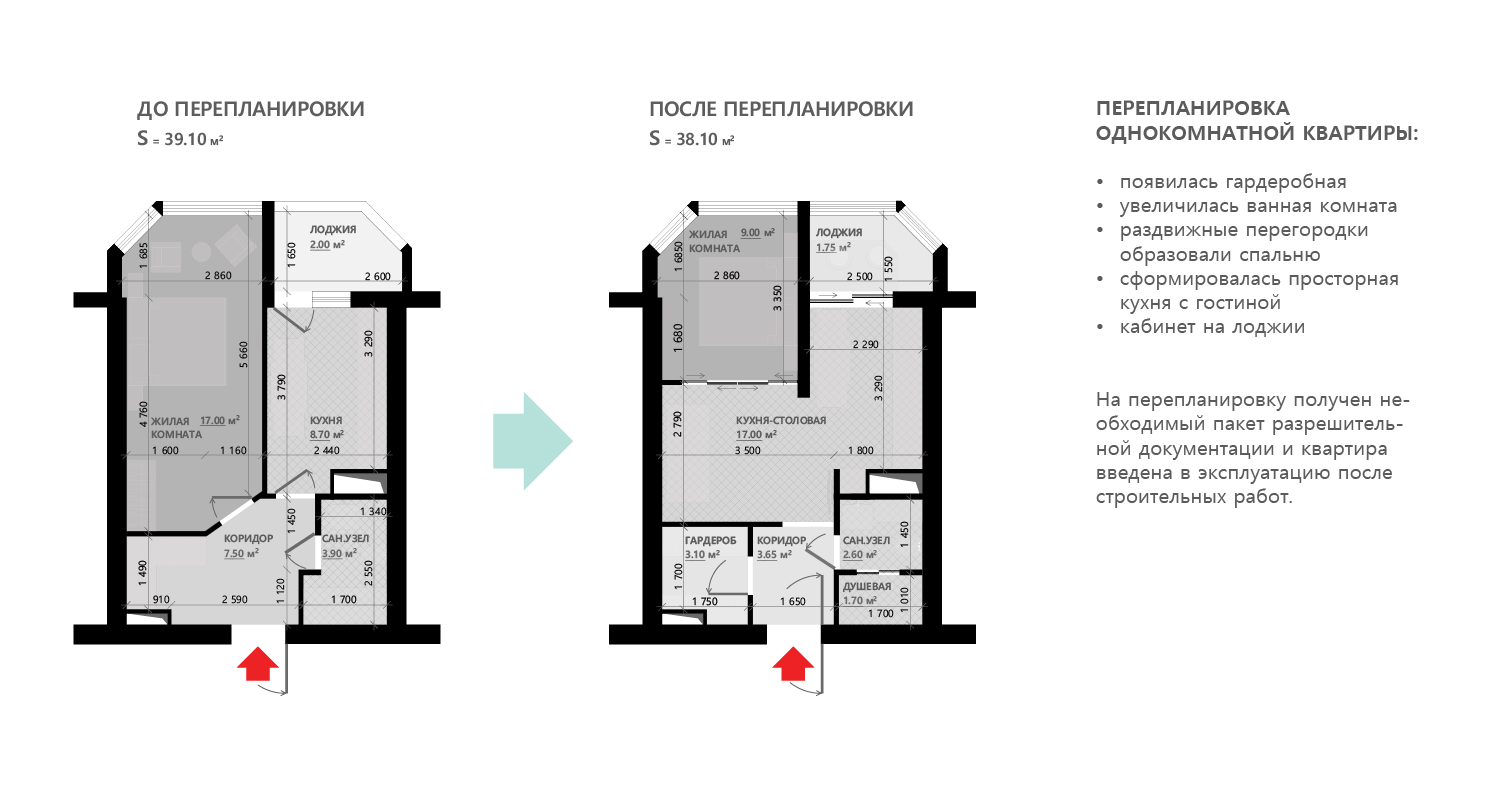 ДО ПЕРЕПЛАНИРОВКИ
S = 39.10 м²
ЛОДЖИЯ
2.00 м²
1 685
1 650
2 860
2 600
5 660
3 290
3 790
4 760
ЖИЛАЯ 17.00 м²
КОМНАТА
КУХНЯ
8.70 м²
1 600
1 160
2 440
1 450
1 340
КОРИДОР
7.50 м²
САН.УЗЕЛ
3.90 м²
1 490
1 120
2 550
910
2 590
1 700
ПОСЛЕ ПЕРЕПЛАНИРОВКИ
S = 38.10 м²
ЖИЛАЯ 9.00 м²
КОМНАТА
ЛОДЖИЯ
1.75 м²
1 6850
2 860
2 500
1 550
3 350
1 680
2 290
3 290
2 790
КУХНЯ-СТОЛОВАЯ
17.00 м²
3 500
1 800
ГАРДЕРОБ
3.10 м²
КОРИДОР
3.65 м²
САН.УЗЕЛ
2.60 м²
1 450
1 700
ДУШЕВАЯ
1.70 м²
1 010
1 750
1 650
1 700
ПЕРЕПЛАНИРОВКА
ОДНОКОМНАТНОЙ КВАРТИРЫ:
• появилась гардеробная
• увеличилась ванная комната
• раздвижные перегородки
образовали спальню
• сформировалась просторная
кухня с гостиной
• кабинет на лоджии
На перепланировку получен не-
обходимый пакет разрешитель-
ной документации и квартира
введена в эксплуатацию после
строительных работ.